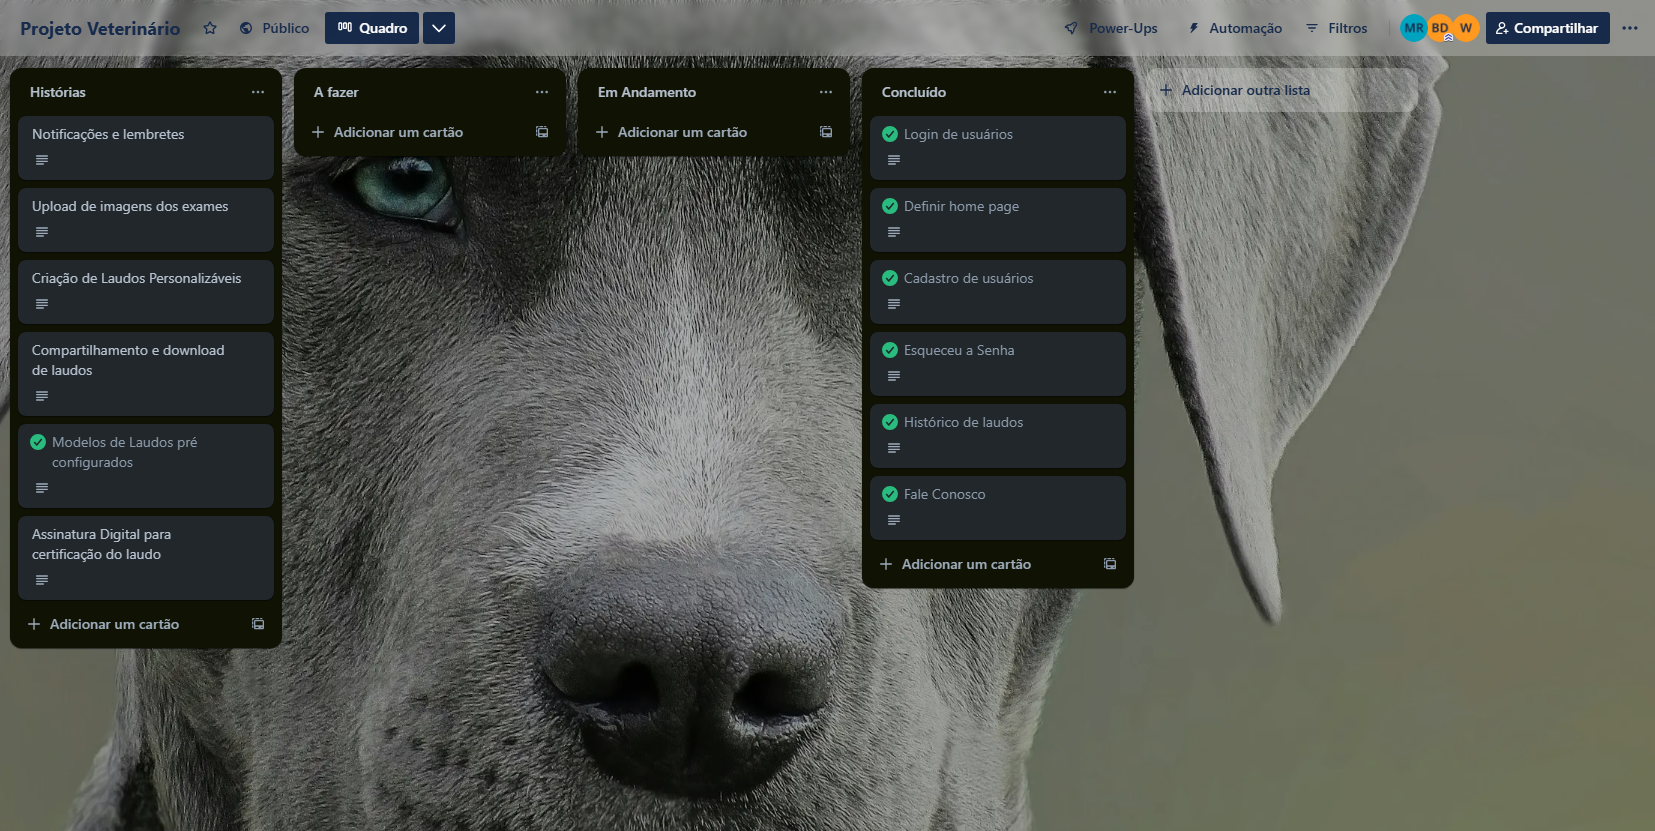 Projeto Veterinário
Público
Quadro
Power-Ups
Automação
Filtros
MR
BD
W
Compartilhar
Histórias
Notificações e lembretes
Upload de imagens dos exames
Criação de Laudos Personalizáveis
Compartilhamento e download
de laudos
Modelos de Laudos pré
configurados
Assinatura Digital para
certificação do laudo
Adicionar um cartão
A fazer
Adicionar um cartão
Em Andamento
Adicionar um cartão
Concluído
Login de usuários
Definir home page
Cadastro de usuários
Esqueceu a Senha
Histórico de laudos
Fale Conosco
Adicionar um cartão
Adicionar outra lista